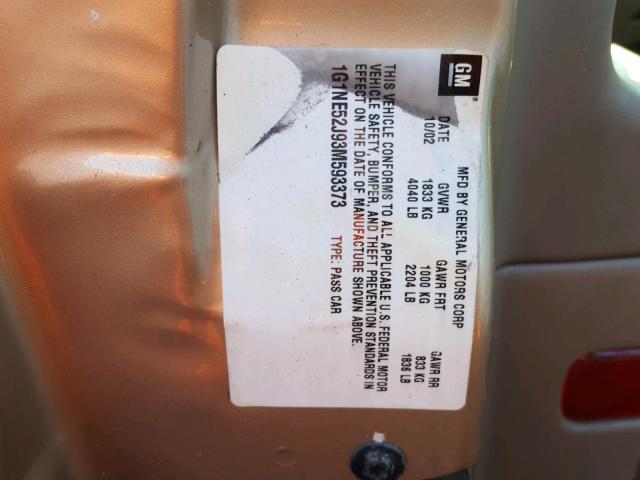 GM
MFD BY GENERAL MOTORS CORP
DATE GVWR GAWR FRT GAWR RR
10/02 1833 KG 1000 KG 833 KG
4040 LB 2204 LB 1836 LB
THIS VEHICLE CONFORMS TO ALL APPLICABLE U.S. FEDERAL MOTOR
VEHICLE SAFETY, BUMPER, AND THEFT PREVENTION STANDARDS IN
EFFECT ON THE DATE OF MANUFACTURE SHOWN ABOVE.
1G1NE52J93M593373 TYPE: PASS CAR